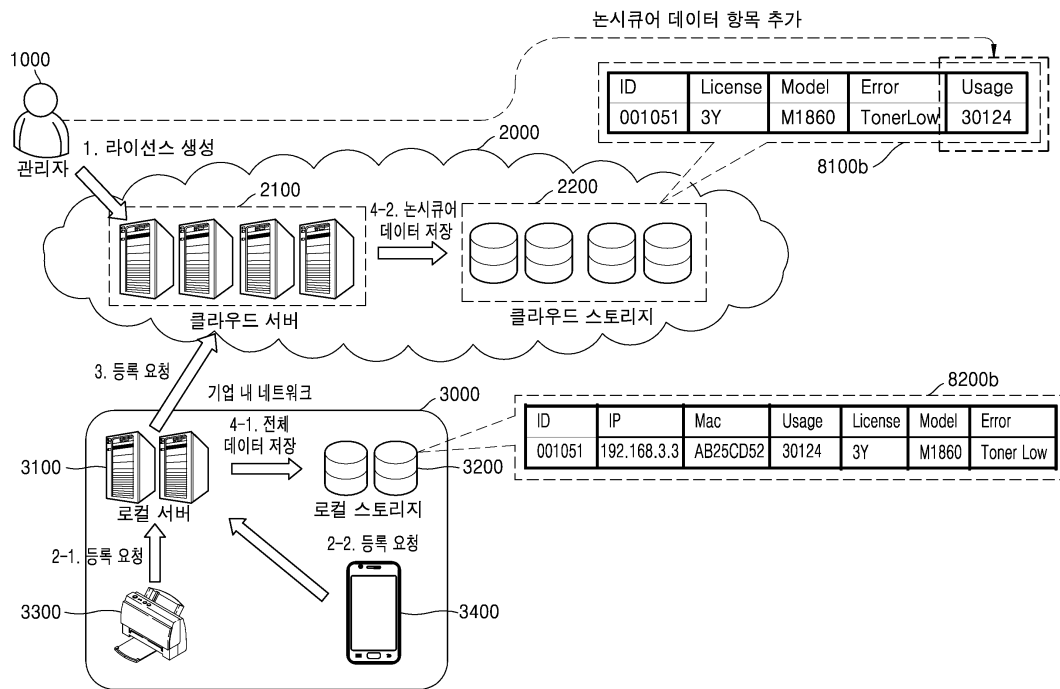 논시큐어 데이터 항목 추가
1000
ID License Model Error Usage
001051 3Y M1860 TonerLow 30124
8100b
관리자
1. 라이선스 생성
2000
2100
2200
4-2. 논시큐어
데이터 저장
클라우드 서버
클라우드 스토리지
3. 등록 요청
기업 내 네트워크
3000
8200b
4-1. 전체
데이터 저장
ID IP Mac Usage License Model Error
001051 192.168.3.3 AB25CD52 30124 3Y M1860 Toner Low
3100
3200
로컬 서버
로컬 스토리지
2-1. 등록 요청
2-2. 등록 요청
3300
3400